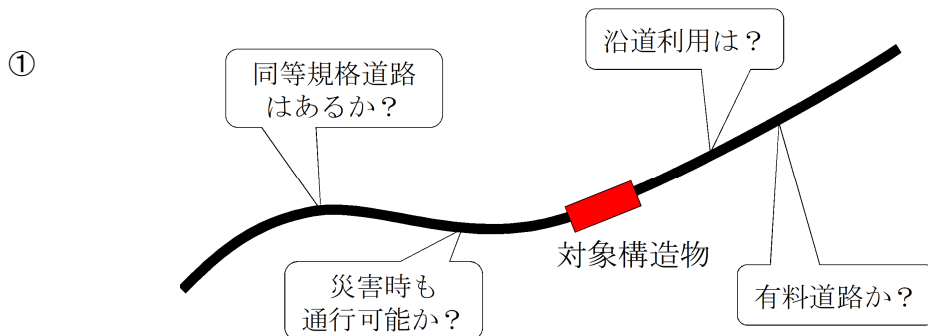 ①
同等規格道路
はあるか？
沿道利用は？
対象構造物
災害時も
通行可能か？
有料道路か？